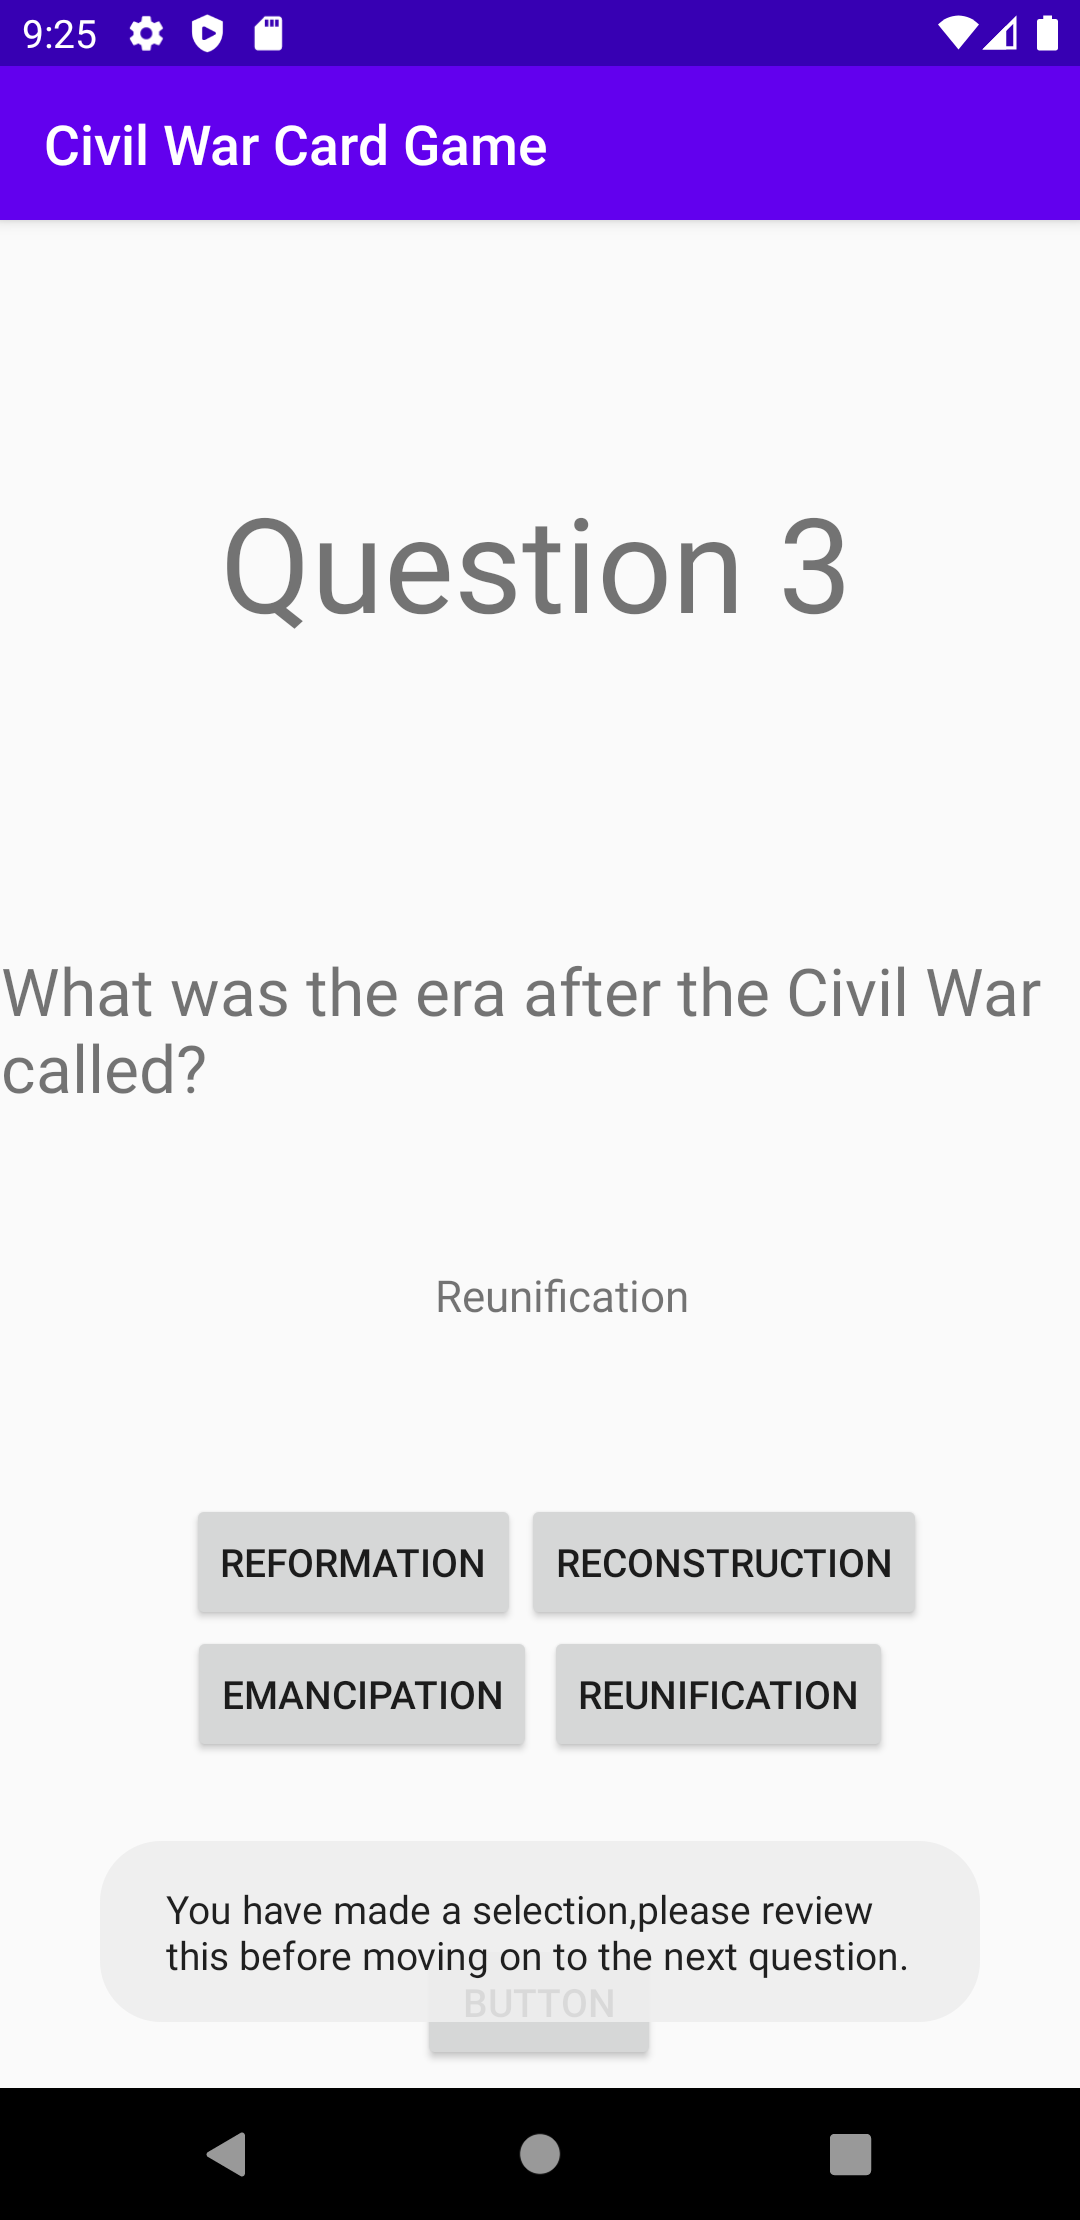 9:25
Civil War Card Game
Question 3
What was the era after the Civil War
called?
Reunification
REFORMATION RECONSTRUCTION
EMANCIPATION REUNIFICATION
You have made a selection,please review
this before moving on to the next question.
BUTTON